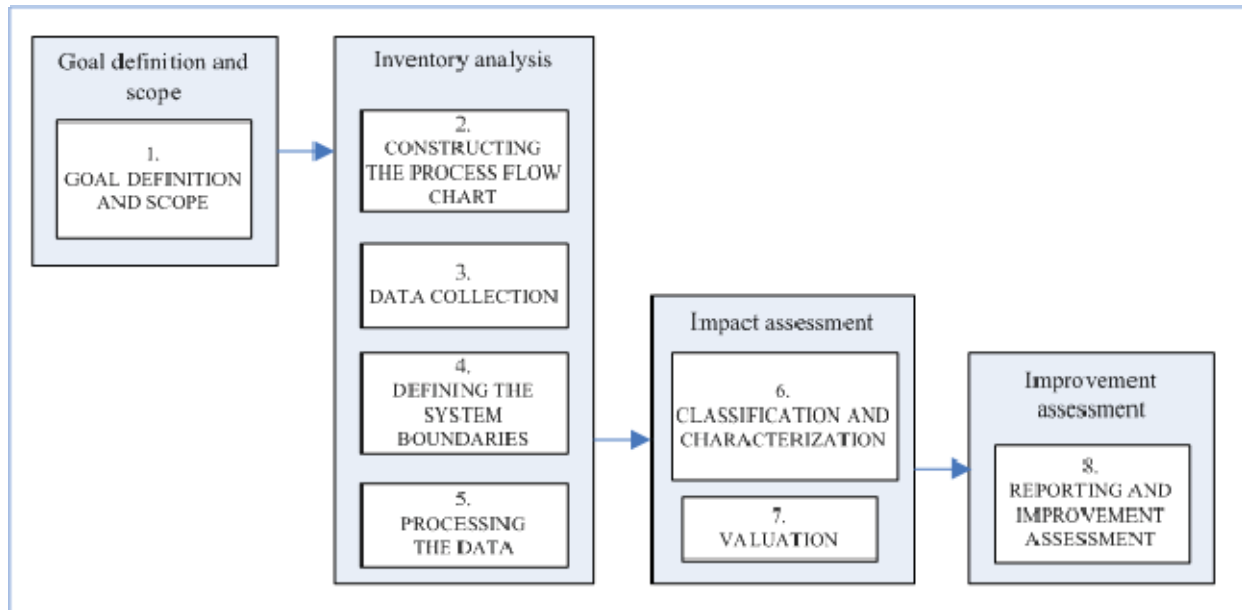 Goal definition and
scope
1.
GOAL DEFINITION
AND SCOPE
Inventory analysis
2.
CONSTRUCTING
THE PROCESS FLOW
CHART
3.
DATA COLLECTION
4.
DEFINING THE
SYSTEM
BOUNDARIES
5.
PROCESSING
THE DATA
Impact assessment
6.
CLASSIFICATION AND
CHARACTERIZATION
7.
VALUATION
Improvement
assessment
8.
REPORTING AND
IMPROVEMENT
ASSESSMENT